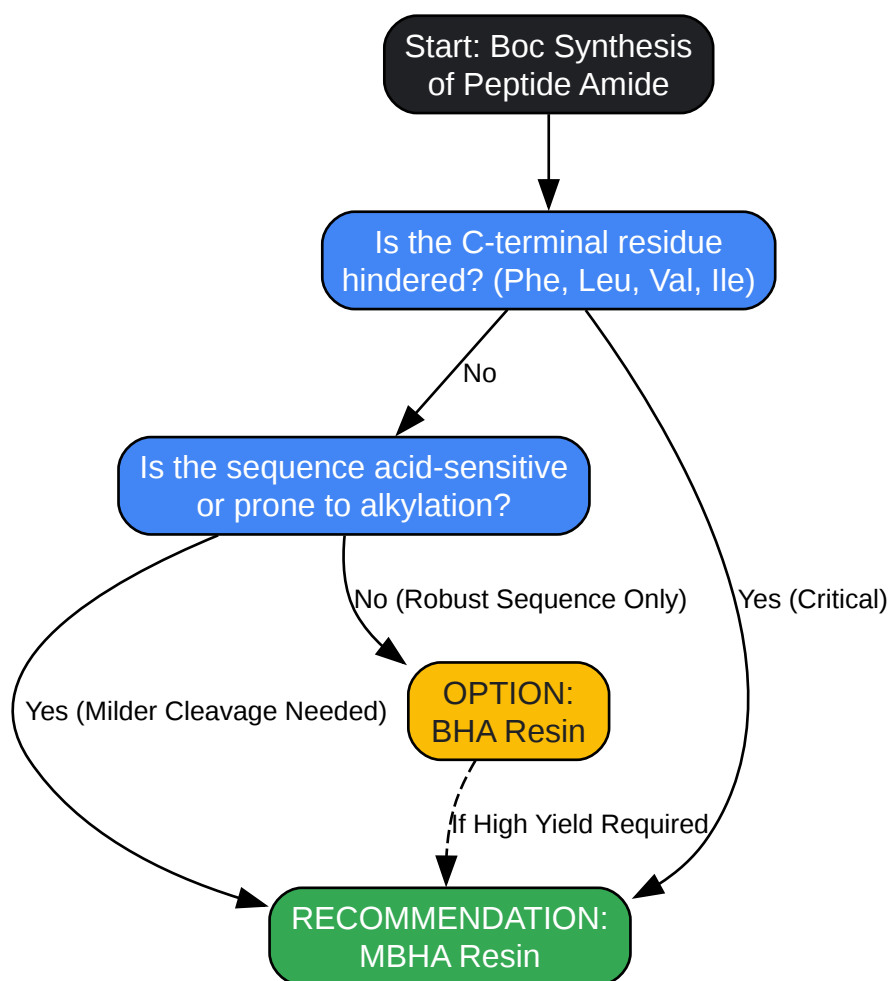 Start: Boc Synthesis
of Peptide Amide
Is the C-terminal residue
hindered? (Phe, Leu, Val, Ile)
No
Is the sequence acid-sensitive
or prone to alkylation?
No (Robust Sequence Only)
Yes (Critical)
Yes (Milder Cleavage Needed)
OPTION:
BHA Resin
If High Yield Required
RECOMMENDATION:
MBHA Resin